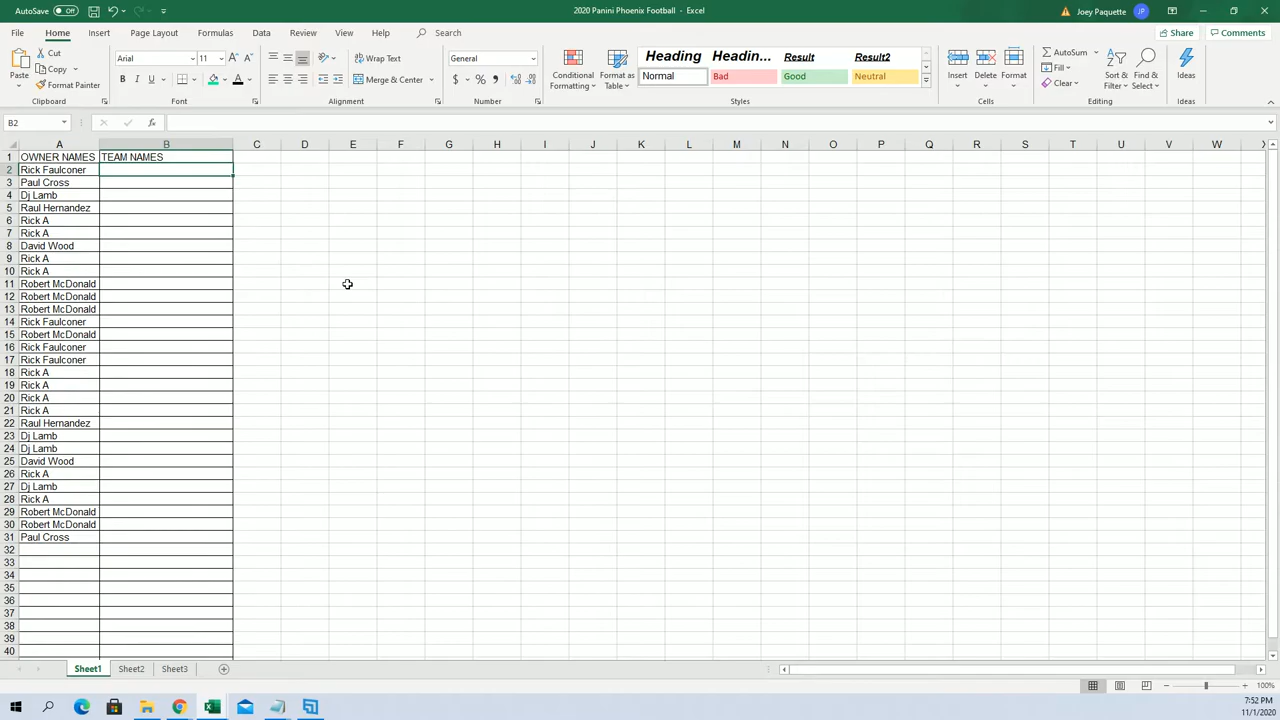 AutoSave Off 2020 Panini Phoenix Football - Excel Joey Paquette JP
File Home Insert Page Layout Formulas Data Review View Help Search Share Comments
Paste Cut Copy Format Painter Clipboard
Arial 11 A A B I U A Font
Wrap Text Merge & Center Alignment
General $ % , Number
Conditional Formatting Format as Table
Heading Headin... Result Result2
Normal Bad Good Neutral
Styles
Insert Delete Format Cells
AutoSum Fill Clear Sort & Filter Find & Select Editing
Ideas Ideas
B2 fx
A B C D E F G H I J K L M N O P Q R S T U V W X
1 OWNER NAMES TEAM NAMES
2 Rick Faulconer
3 Paul Cross
4 Dj Lamb
5 Raul Hernandez
6 Rick A
7 Rick A
8 David Wood
9 Rick A
10 Rick A
11 Robert McDonald
12 Robert McDonald
13 Robert McDonald
14 Rick Faulconer
15 Robert McDonald
16 Rick Faulconer
17 Rick Faulconer
18 Rick A
19 Rick A
20 Rick A
21 Rick A
22 Raul Hernandez
23 Dj Lamb
24 Dj Lamb
25 David Wood
26 Rick A
27 Dj Lamb
28 Rick A
29 Robert McDonald
30 Robert McDonald
31 Paul Cross
32
33
34
35
36
37
38
39
40
Sheet1 Sheet2 Sheet3
100%
7:52 PM
11/1/2020